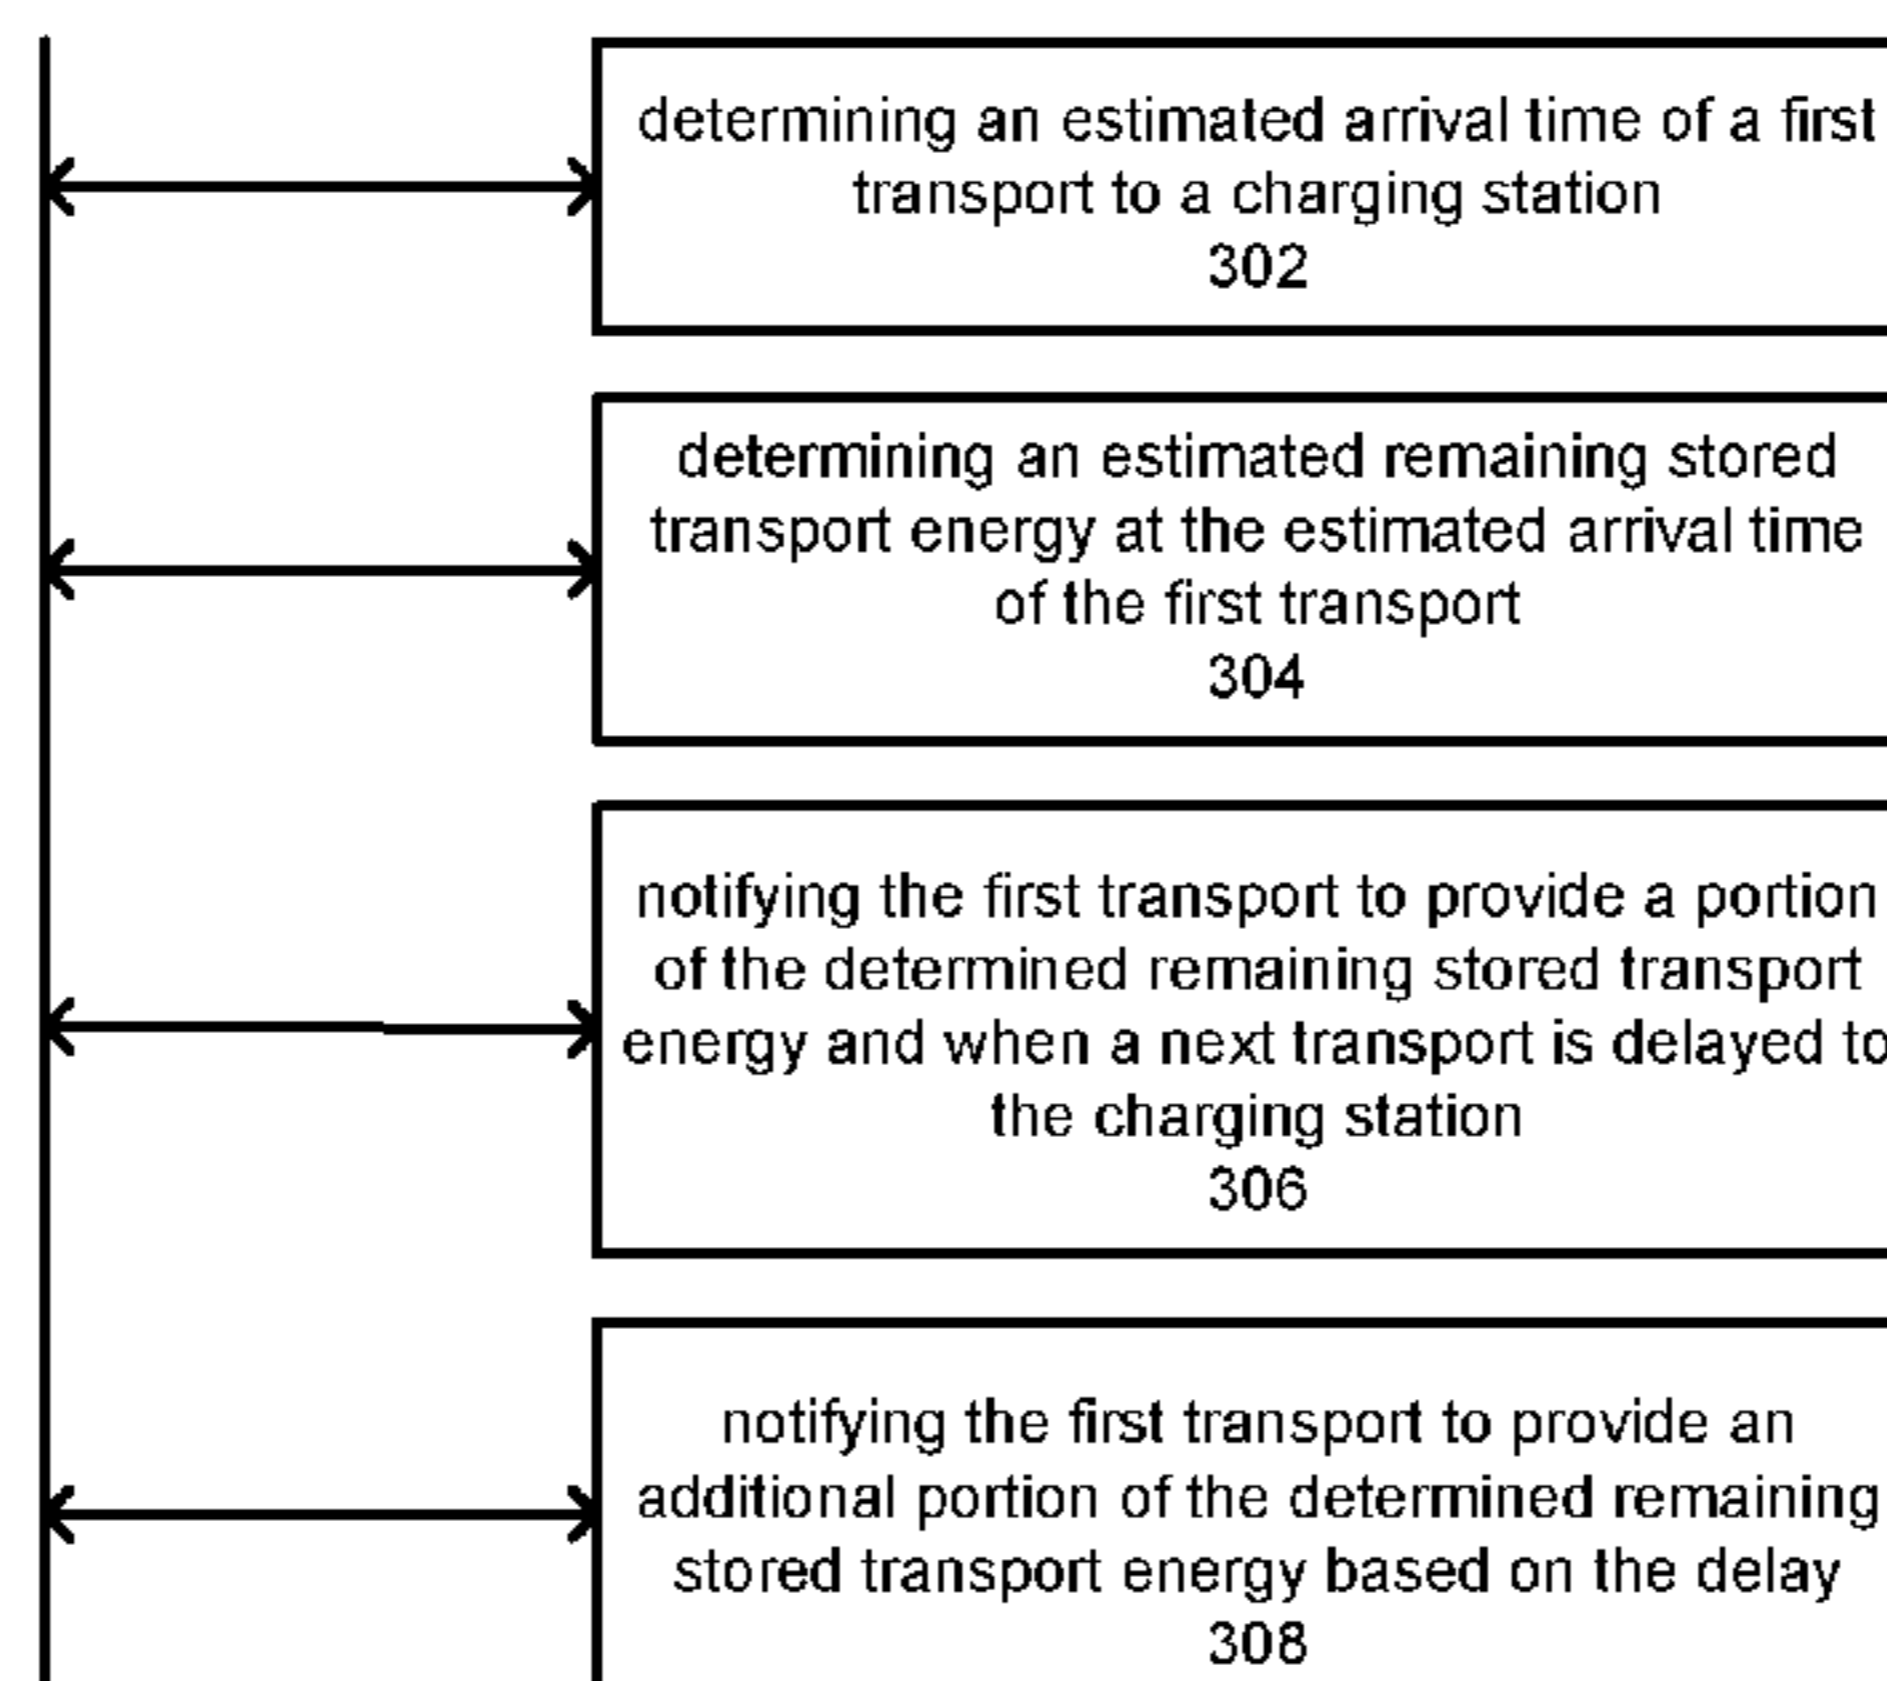 determining an estimated arrival time of a first
transport to a charging station
302
determining an estimated remaining stored
transport energy at the estimated arrival time
of the first transport
304
notifying the first transport to provide a portion
of the determined remaining stored transport
energy and when a next transport is delayed to
the charging station
306
notifying the first transport to provide an
additional portion of the determined remaining
stored transport energy based on the delay
308